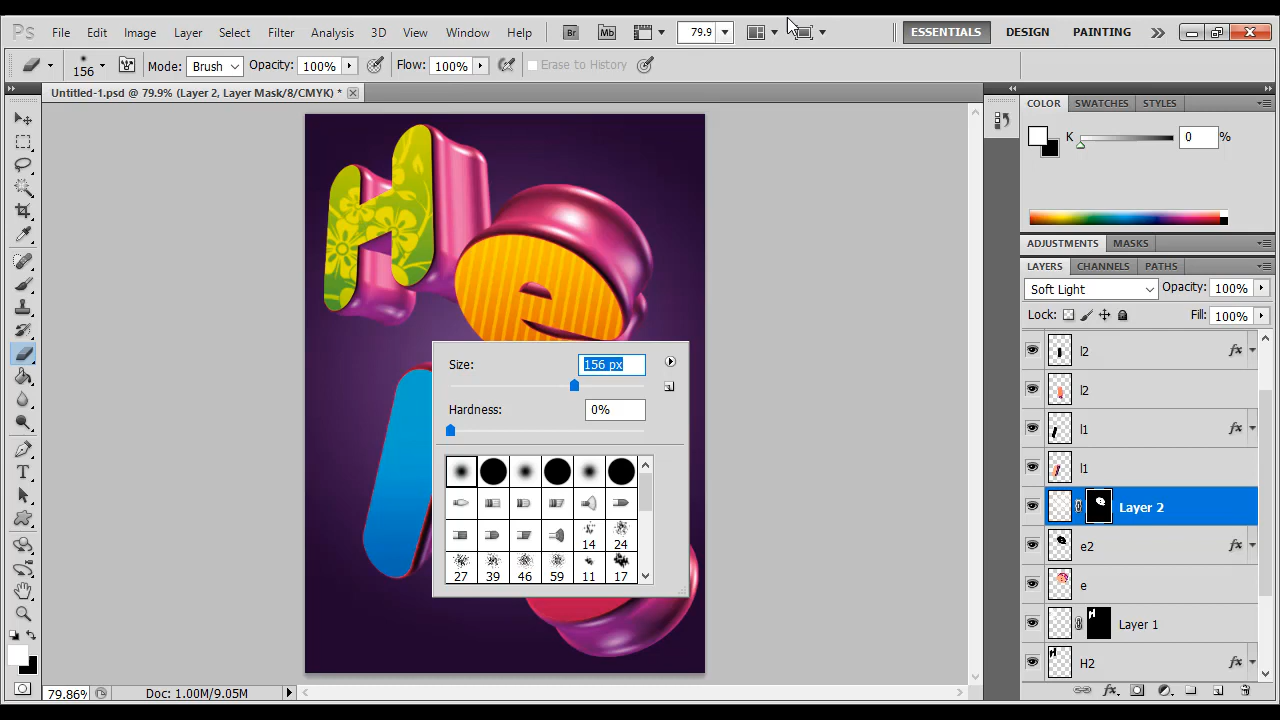 Ps File Edit Image Layer Select Filter Analysis 3D View Window Help Br Mb 79.9 ESSENTIALS DESIGN PAINTING
156 Mode: Brush Opacity: 100% Flow: 100% Erase to History
Untitled-1.psd @ 79.9% (Layer 2, Layer Mask/8/CMYK) *
COLOR SWATCHES STYLES
K 0 %
ADJUSTMENTS MASKS
LAYERS CHANNELS PATHS
Soft Light Opacity: 100%
Lock: Fill: 100%
l2 fx
l2
l1 fx
l1
Layer 2
e2 fx
e
Layer 1
H2 fx
H
e
Size: 156 px
Hardness: 0%
14 24
27 39 46 59 11 17
79.86% Doc: 1.00M/9.05M